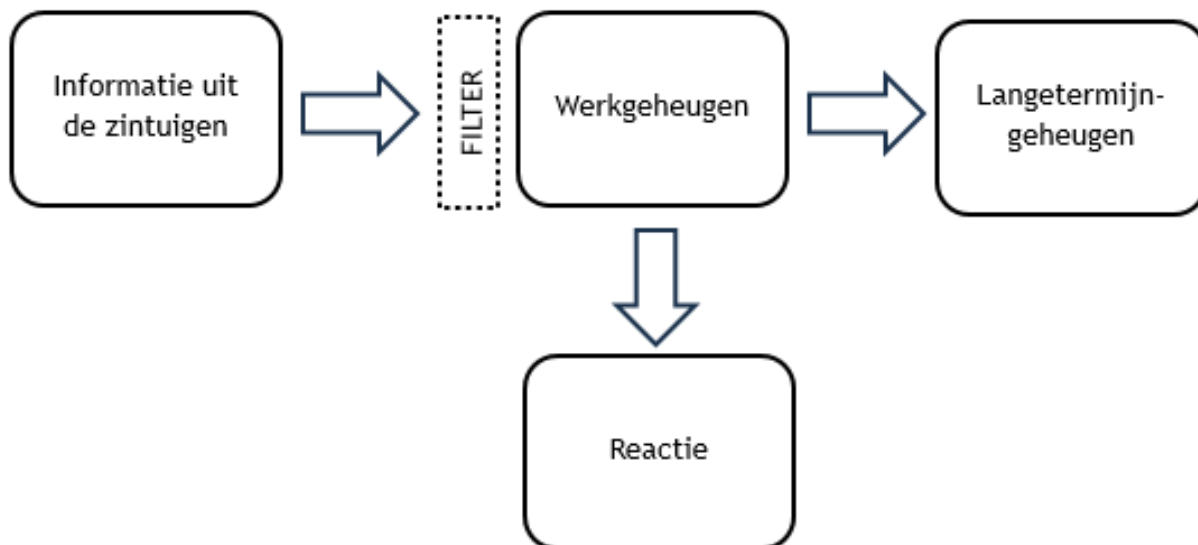 Informatie uit
de zintuigen
FILTER
Werkgeheugen
Langetermijn-
geheugen
Reactie